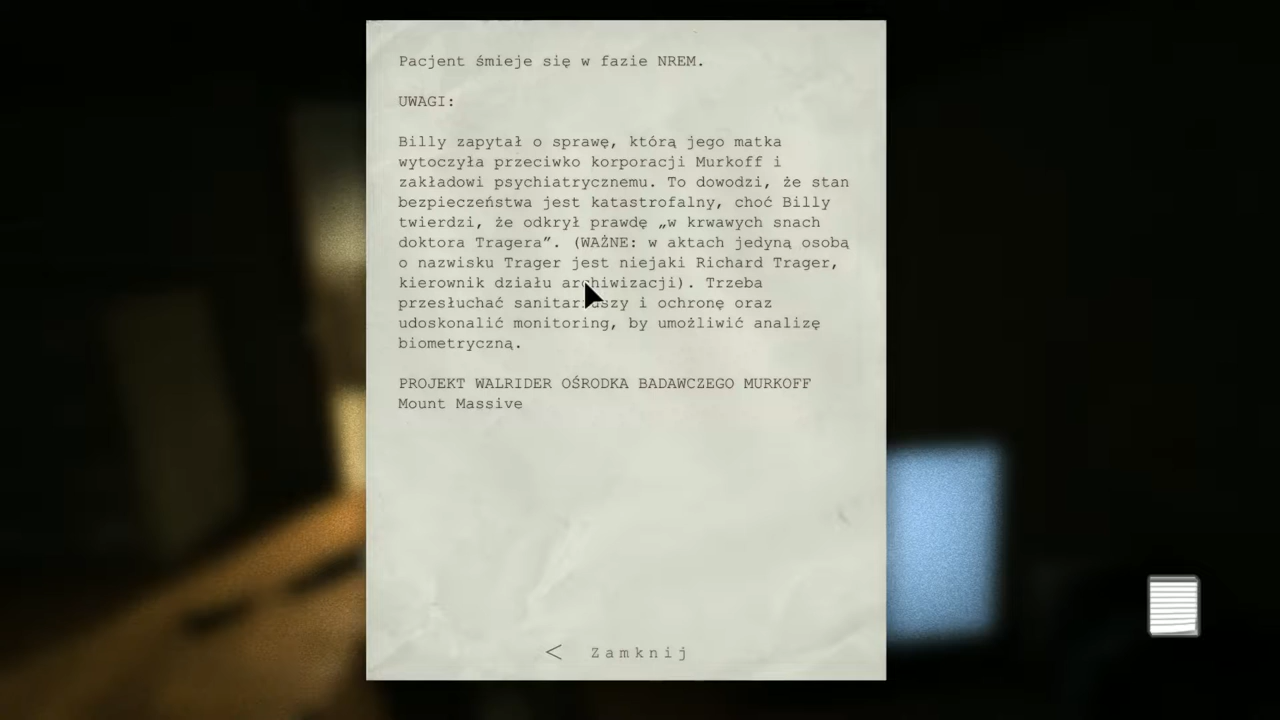 Pacjent śmieje się w fazie NREM.
UWAGI:
Billy zapytał o sprawę, którą jego matka
wytoczyła przeciwko korporacji Murkoff i
zakładowi psychiatrycznemu. To dowodzi, że stan
bezpieczeństwa jest katastrofalny, choć Billy
twierdzi, że odkrył prawdę „w krwawych snach
doktora Tragera”. (WAŻNE: w aktach jedyną osobą
o nazwisku Trager jest niejaki Richard Trager,
kierownik działu archiwizacji). Trzeba
przesłuchać sanitariuszy i ochronę oraz
udoskonalić monitoring, by umożliwić analizę
biometryczną.
PROJEKT WALRIDER OŚRODKA BADAWCZEGO MURKOFF
Mount Massive
< Zamknij